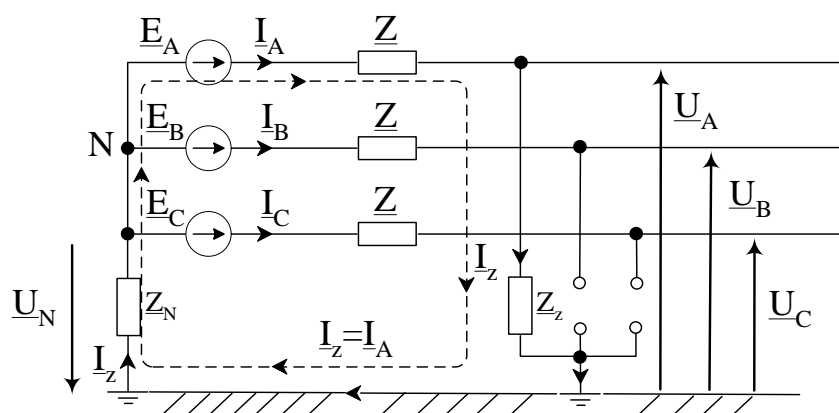 E_A I_A Z
U_A
N E_B I_B Z
U_B
E_C I_C Z
I_z
U_N Z_N Z_z U_C
I_z=I_A
I_z